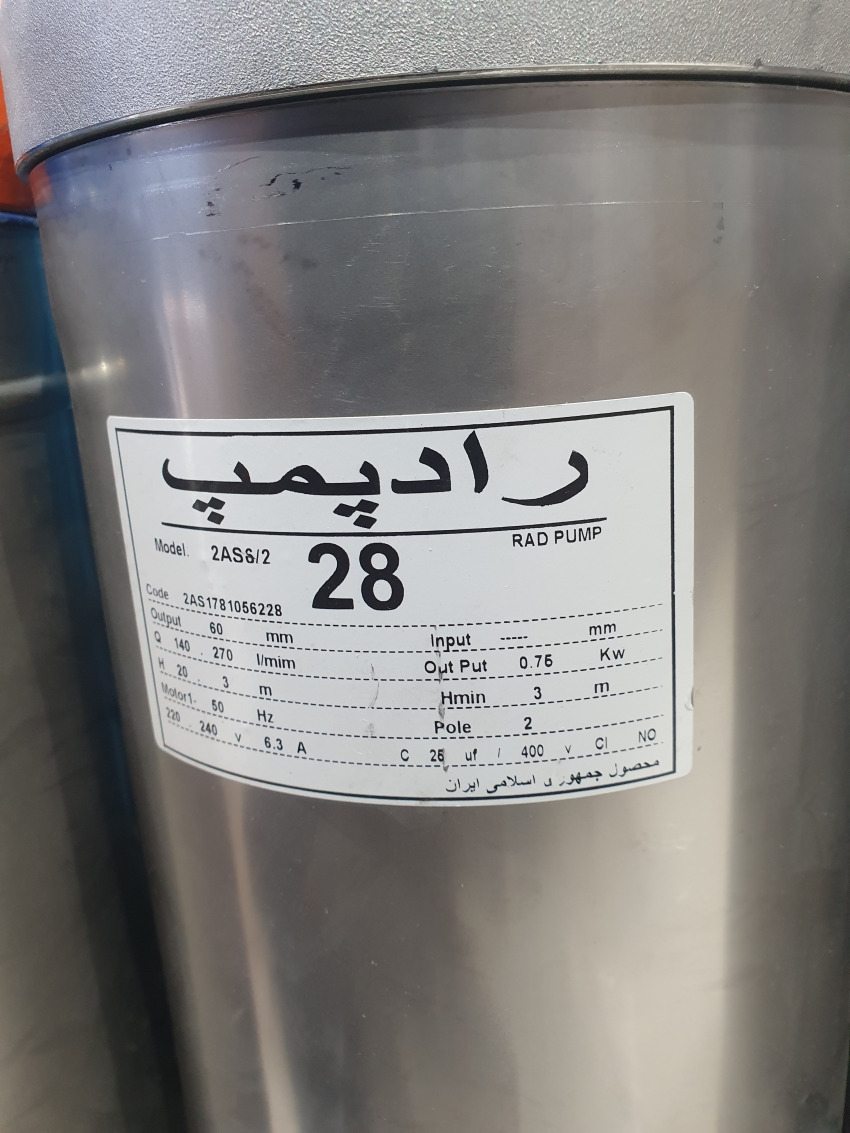 رادپمپ
RAD PUMP
Model. 2AS6/2 28
Code 2AS1781056228
Output 60 mm Input ----- mm
Q 140 . 270 l/mim Out Put 0.75 Kw
H 20 . 3 m Hmin 3 m
Motor1- 50 Hz Pole 2
220 . 240 v 6.3 A C 25 uf / 400 v Cl NO
محصول جمهوری اسلامی ایران